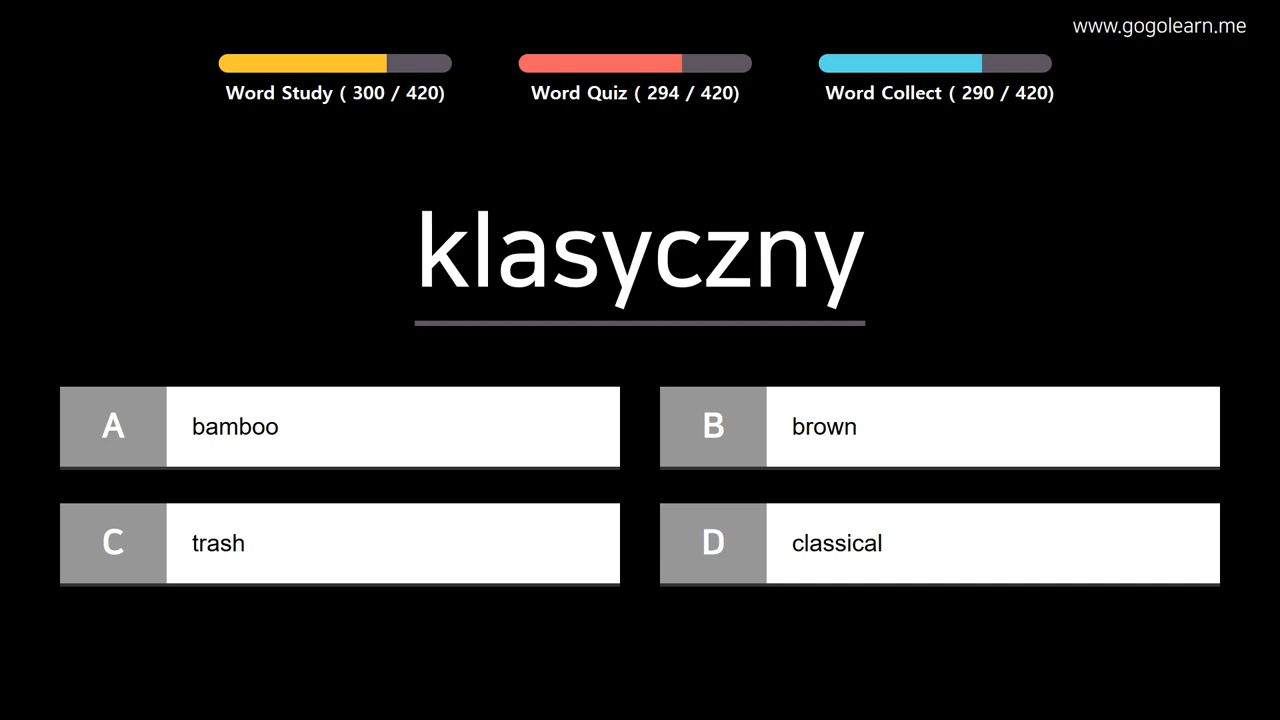 www.gogolearn.me
Word Study ( 300 / 420)
Word Quiz ( 294 / 420)
Word Collect ( 290 / 420)
klasyczny
A bamboo
B brown
C trash
D classical